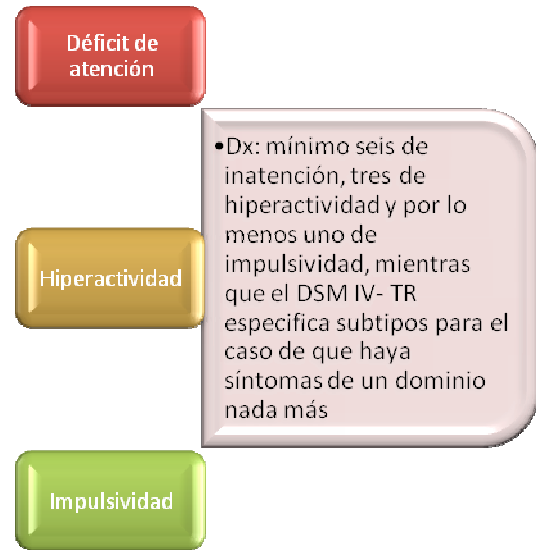 Déficit de
atención
•Dx: mínimo seis de
inatención, tres de
hiperactividad y por lo
menos uno de
impulsividad, mientras
que el DSM IV- TR
especifica subtipos para el
caso de que haya
síntomas de un dominio
nada más
Hiperactividad
Impulsividad